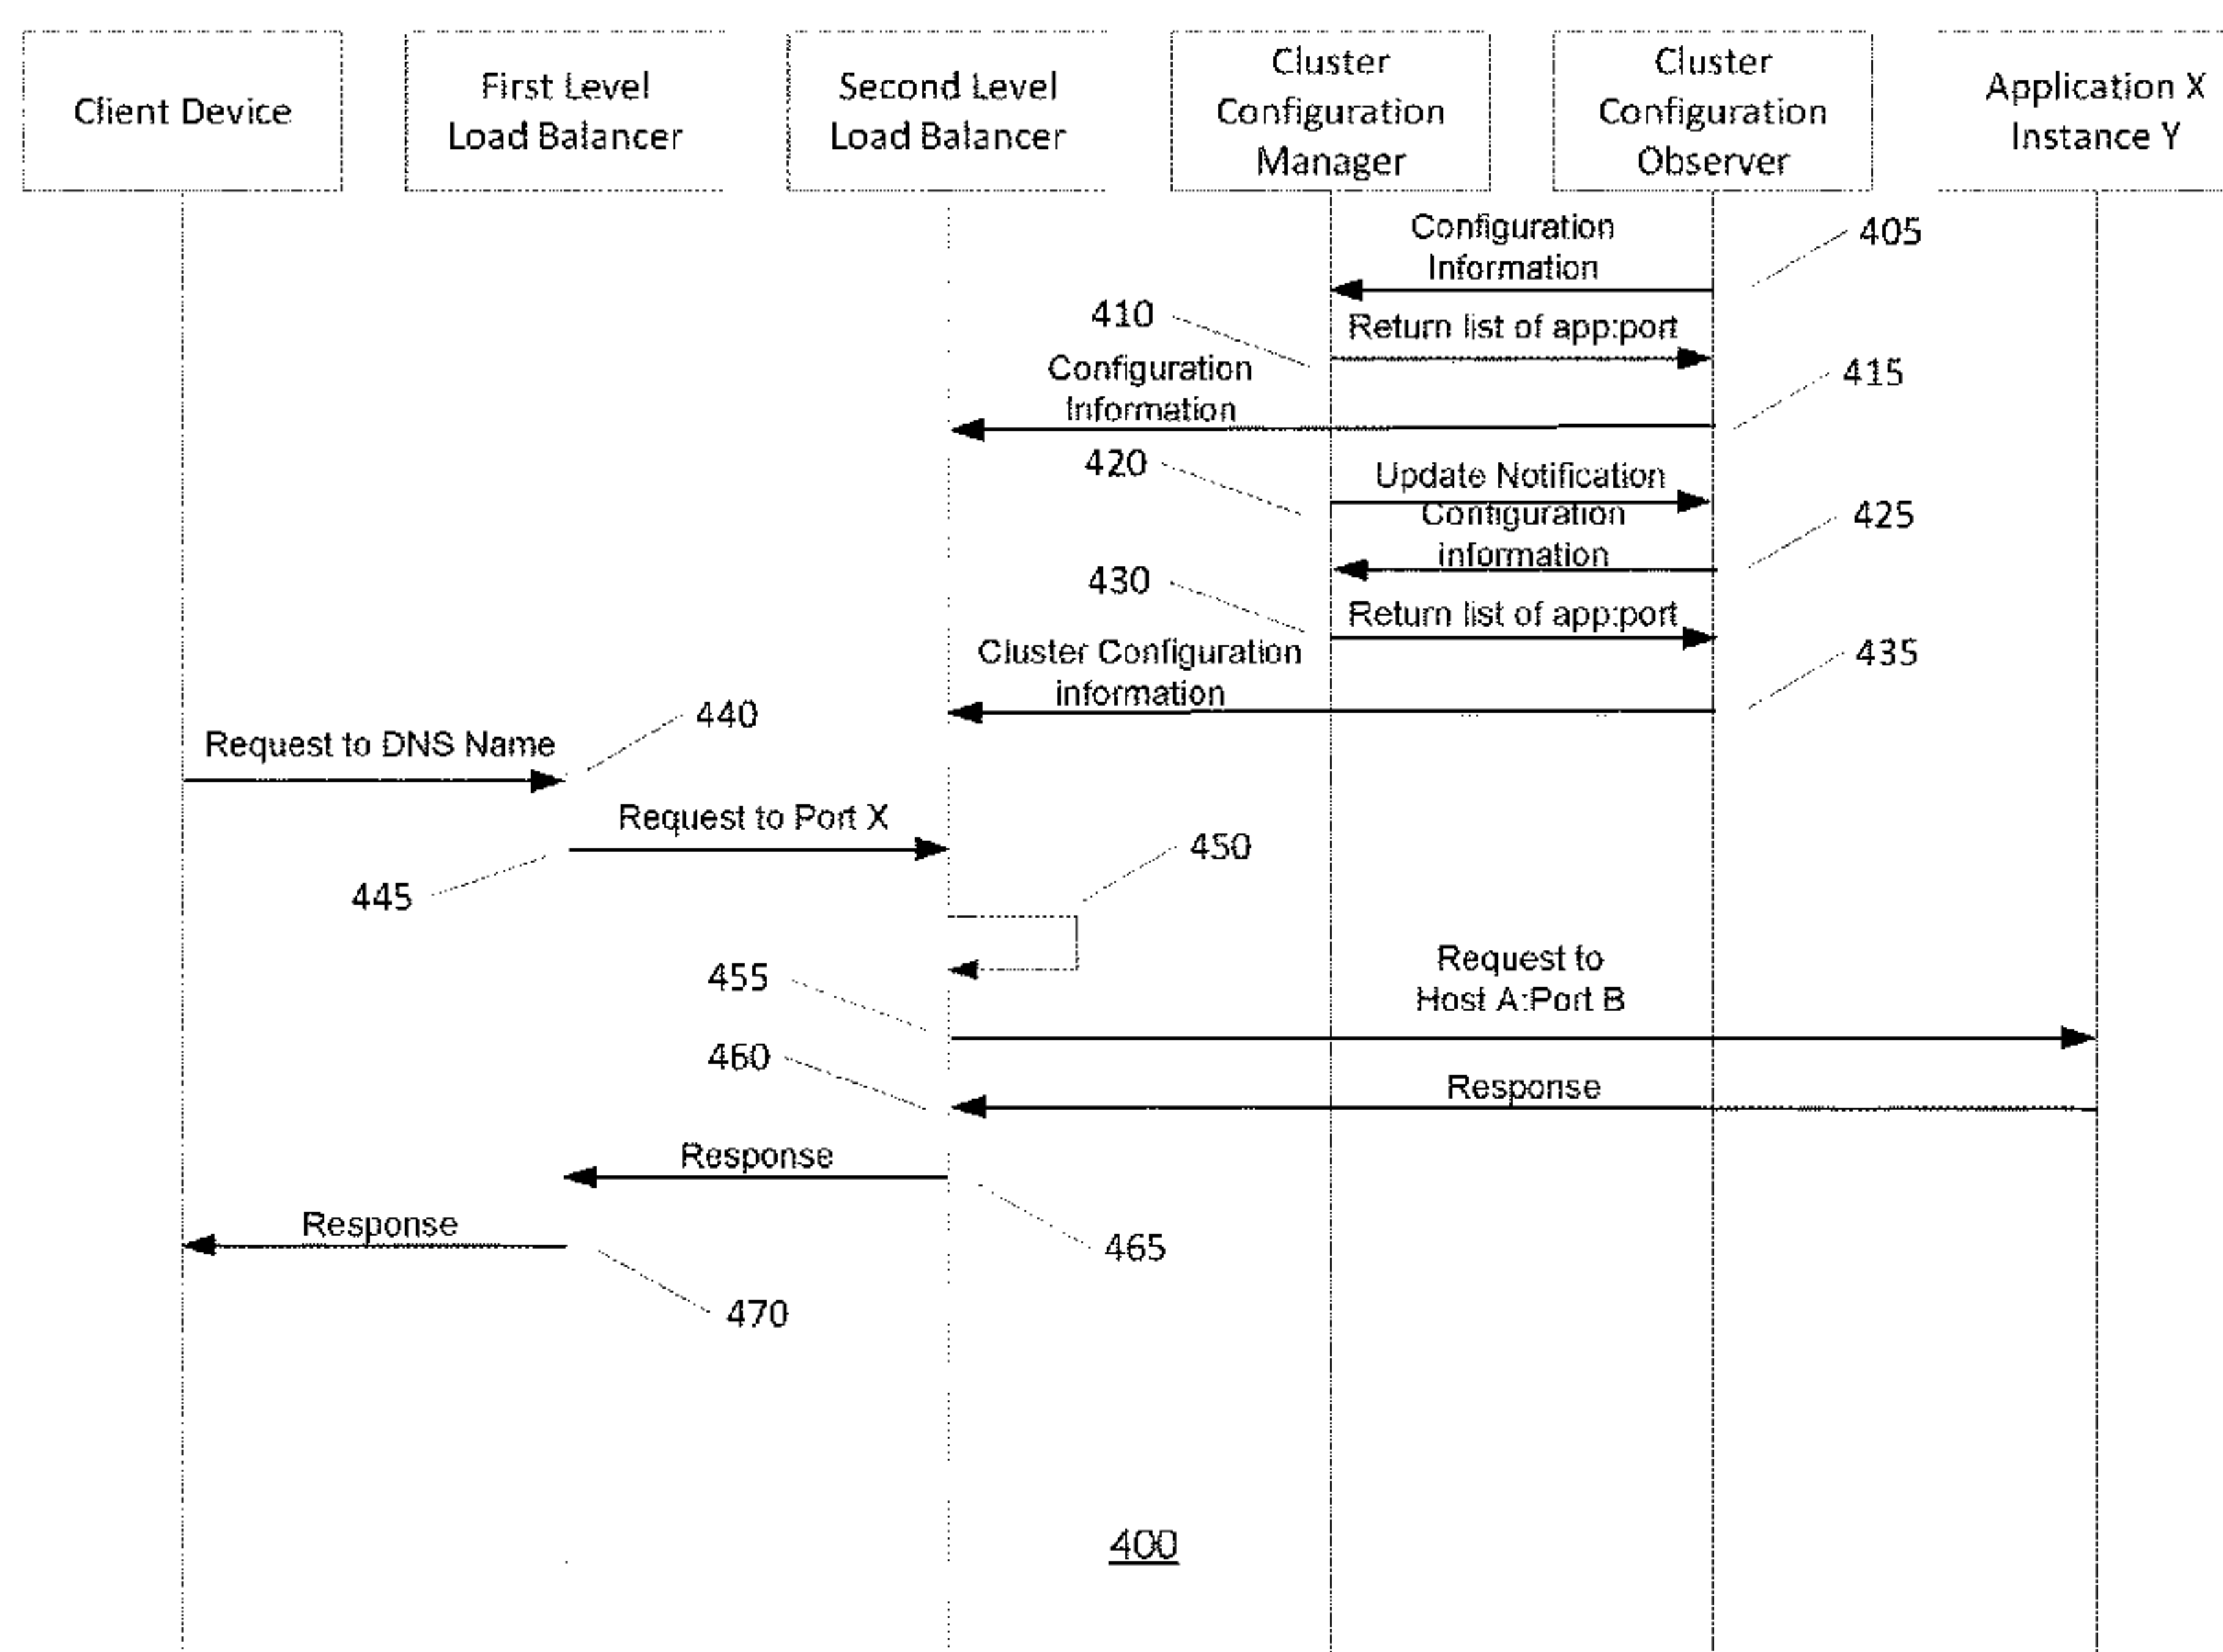 Client Device
First Level
Load Balancer
Second Level
Load Balancer
Cluster
Configuration
Manager
Cluster
Configuration
Observer
Application X
Instance Y
Configuration
Information
405
410
Return list of app:port
Configuration
Information
415
420
Update Notification
Configuration
information
425
430
Return list of app:port
Cluster Configuration
information
435
440
Request to DNS Name
Request to Port X
445
450
455
Request to
Host A:Port B
460
Response
Response
465
Response
470
400